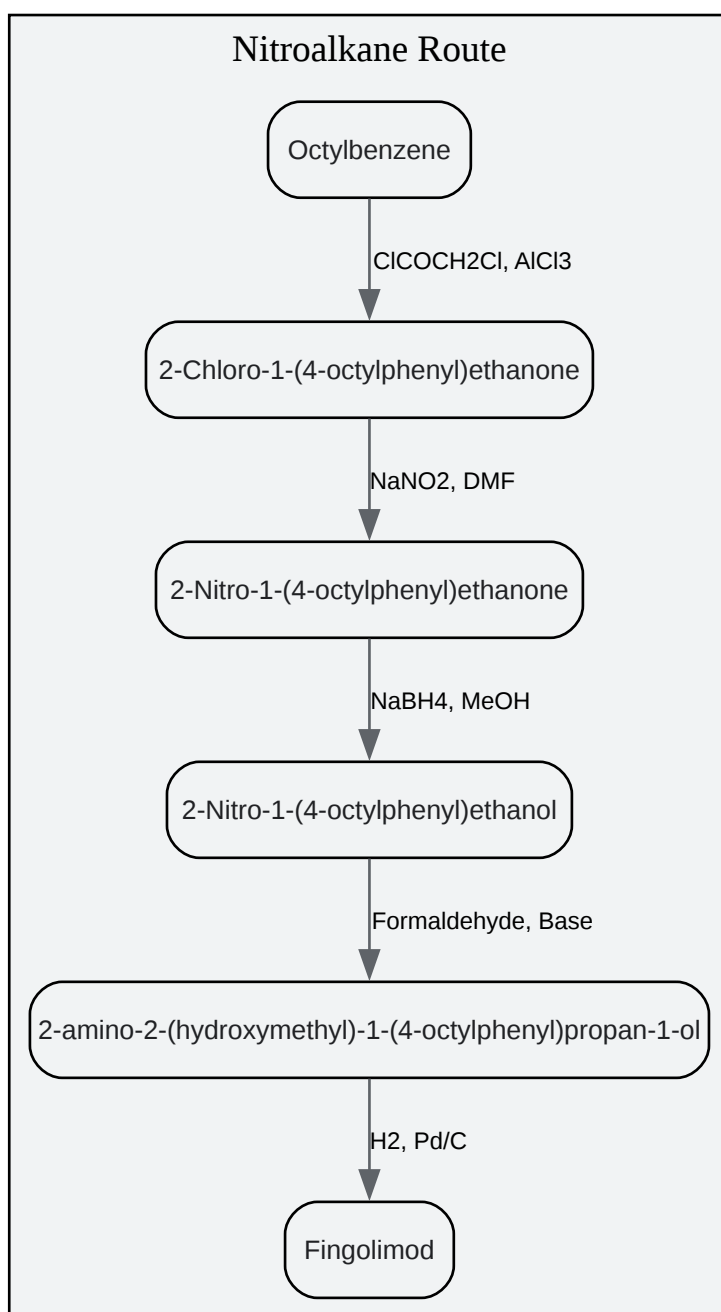 Nitroalkane Route
Octylbenzene
ClCOCH2Cl, AlCl3
2-Chloro-1-(4-octylphenyl)ethanone
NaNO2, DMF
2-Nitro-1-(4-octylphenyl)ethanone
NaBH4, MeOH
2-Nitro-1-(4-octylphenyl)ethanol
Formaldehyde, Base
2-amino-2-(hydroxymethyl)-1-(4-octylphenyl)propan-1-ol
H2, Pd/C
Fingolimod